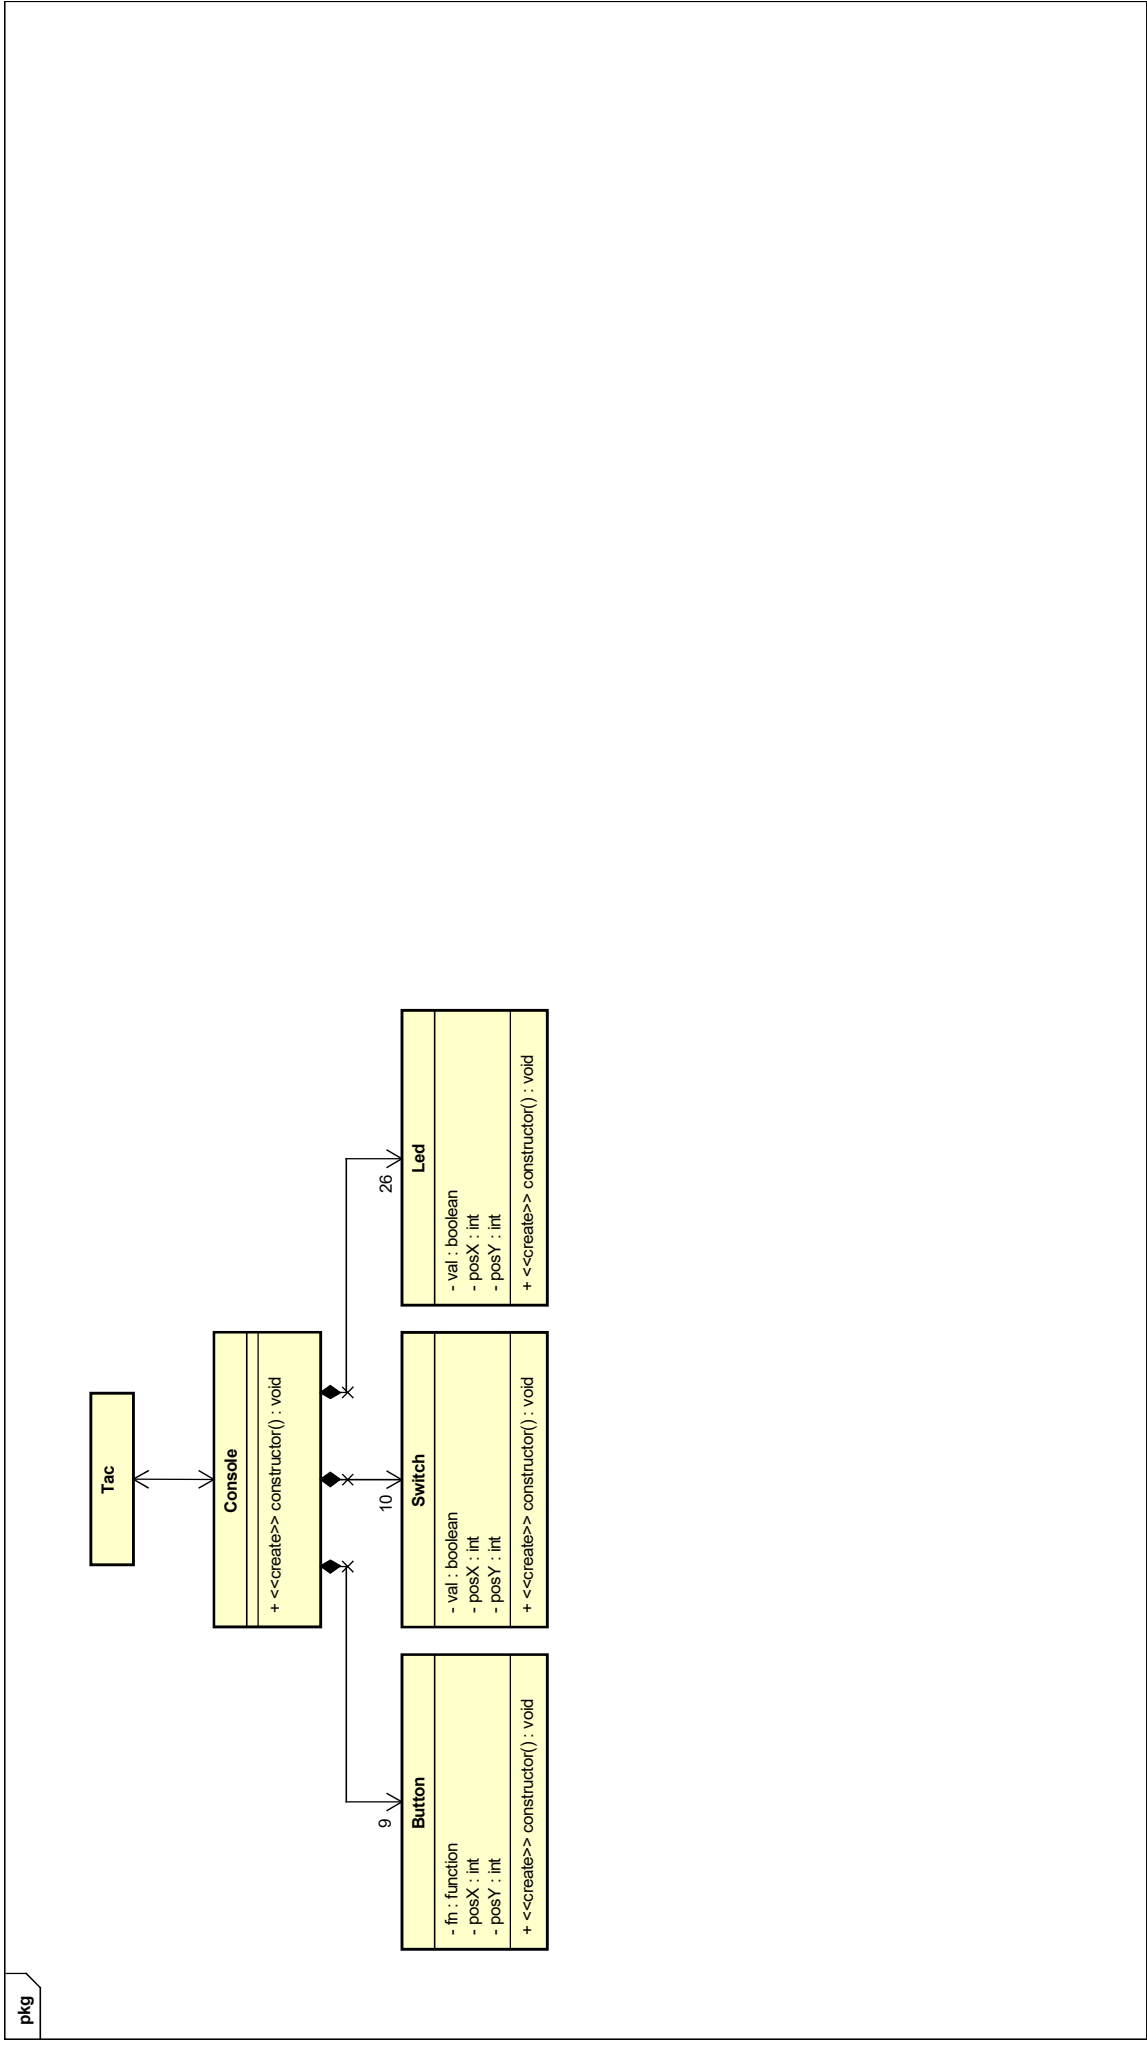 pkg
Tac
Console
+ <<create>> constructor() : void
9
10
26
Button
- fn : function
- posX : int
- posY : int
+ <<create>> constructor() : void
Switch
- val : boolean
- posX : int
- posY : int
+ <<create>> constructor() : void
Led
- val : boolean
- posX : int
- posY : int
+ <<create>> constructor() : void